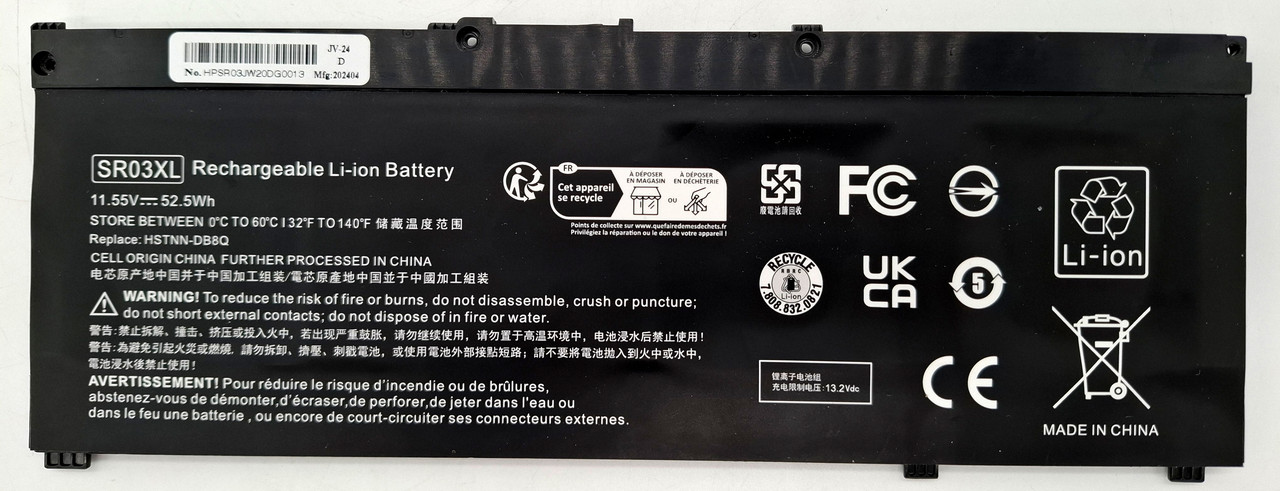 JV-24
D
No. HPSR03JW20DG0013 Mfg:202404
SR03XL Rechargeable Li-ion Battery
11.55V⎓52.5Wh
STORE BETWEEN 0°C TO 60°C I 32°F TO 140°F 储藏温度范围
Replace: HSTNN-DB8Q
CELL ORIGIN CHINA FURTHER PROCESSED IN CHINA
电芯原产地中国并于中国加工组装/電芯原產地中國並于中國加工組裝
WARNING! To reduce the risk of fire or burns, do not disassemble, crush or puncture;
do not short external contacts; do not dispose of in fire or water.
警告:禁止拆解、撞击、挤压或投入火中，若出现严重鼓胀，请勿继续使用，请勿置于高温环境中，电池浸水后禁止使用！
警告:為避免引起火災或燃燒，請勿拆卸、擠壓、刺戳電池，或使用電池外部接點短路；請不要將電池拋入到火中或水中，
電池浸水後禁止使用！
AVERTISSEMENT! Pour réduire le risque d'incendie ou de brûlures,
abstenez-vous de démonter,d'écraser,de perforer,de jeter dans l'eau ou
dans le feu une batterie , ou encore de court-circuiter ses connecteurs externes.
FR
Cet appareil
se recycle
À DÉPOSER
EN MAGASIN
OU
À DÉPOSER
EN DÉCHÈTERIE
Points de collecte sur www.quefairedemesdechets.fr
Privilégiez la réparation ou le don de votre appareil !
廢電池請回收
FC
RECYCLE
RBRC
Li-ion
7.808.832.0821
UK
CA
5
锂离子电池组
充电限制电压: 13.2Vdc
CE
Li-ion
MADE IN CHINA